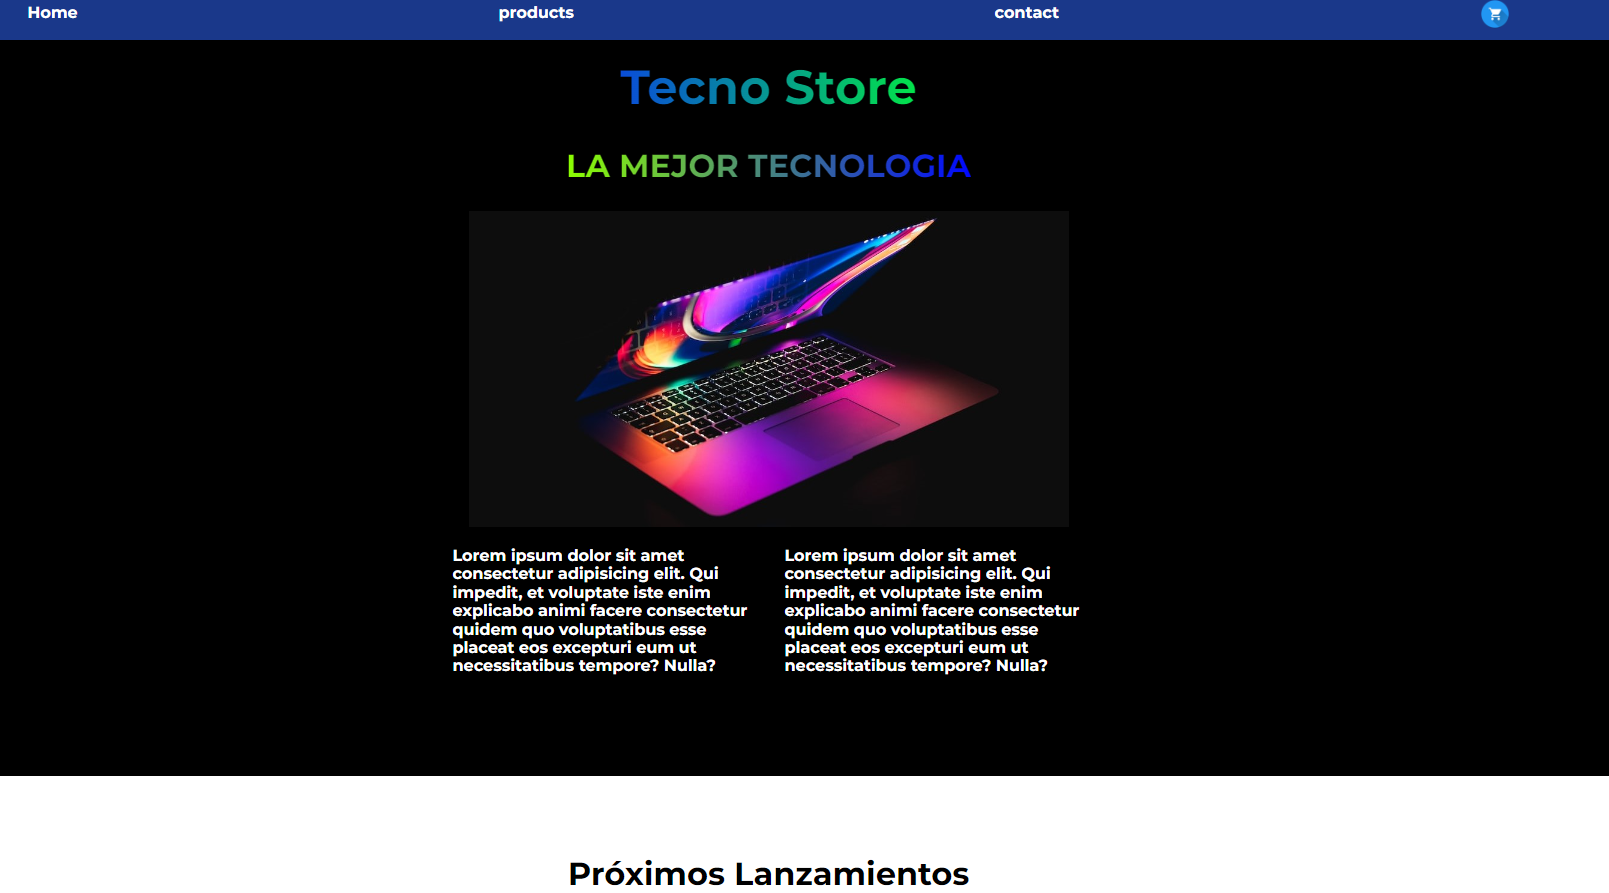 Home products contact
Tecno Store
LA MEJOR TECNOLOGIA
Lorem ipsum dolor sit amet
consectetur adipisicing elit. Qui
impedit, et voluptate iste enim
explicabo animi facere consectetur
quidem quo voluptatibus esse
placeat eos excepturi eum ut
necessitatibus tempore? Nulla?
Lorem ipsum dolor sit amet
consectetur adipisicing elit. Qui
impedit, et voluptate iste enim
explicabo animi facere consectetur
quidem quo voluptatibus esse
placeat eos excepturi eum ut
necessitatibus tempore? Nulla?
Próximos Lanzamientos